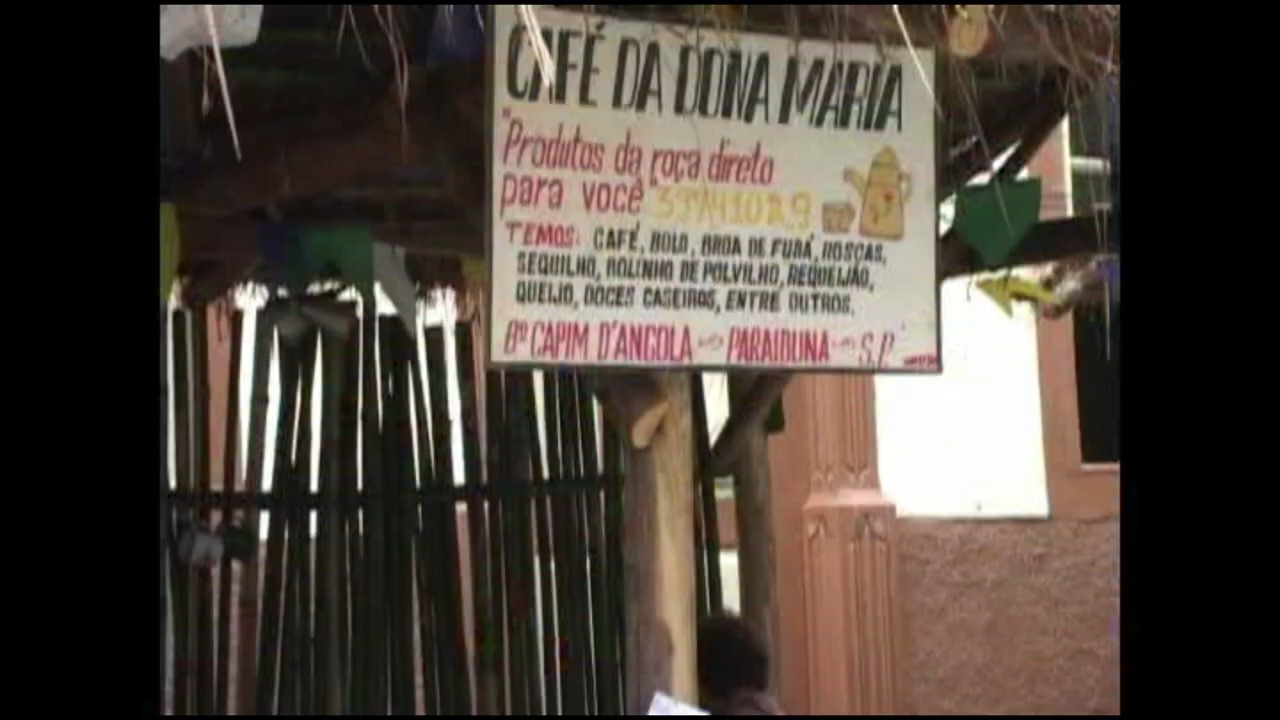 CAFÉ DA DONA MARIA
"Produtos da roça direto
para você" 39741029
TEMOS: CAFÉ, BOLO, BROA DE FUBÁ, ROSCAS,
SEQUILHO, BOLINHO DE POLVILHO, REQUEIJÃO,
QUEIJO, DOCES CASEIROS, ENTRE OUTROS.
Bº CAPIM D'ANGOLA ~ PARAIBUNA ~ S.P.